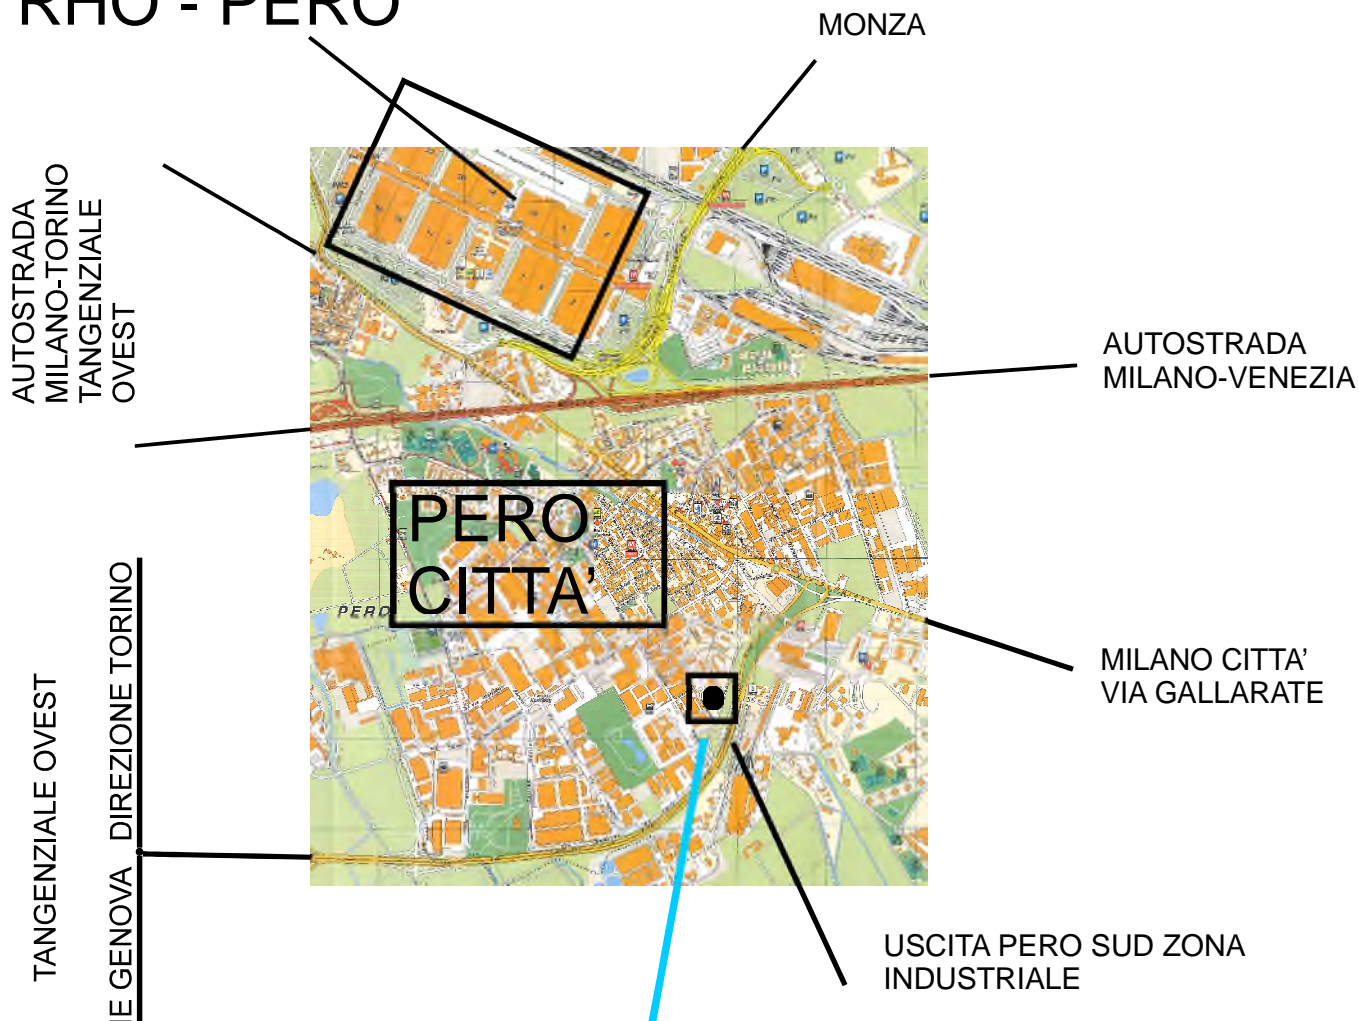 RHO - PERO
MONZA
AUTOSTRADA
MILANO-TORINO
TANGENZIALE
OVEST
AUTOSTRADA
MILANO-VENEZIA
PERO
CITTA’
PERO
MILANO CITTA'
VIA GALLARATE
TANGENZIALE OVEST
GENOVA DIREZIONE TORINO
USCITA PERO SUD ZONA
INDUSTRIALE